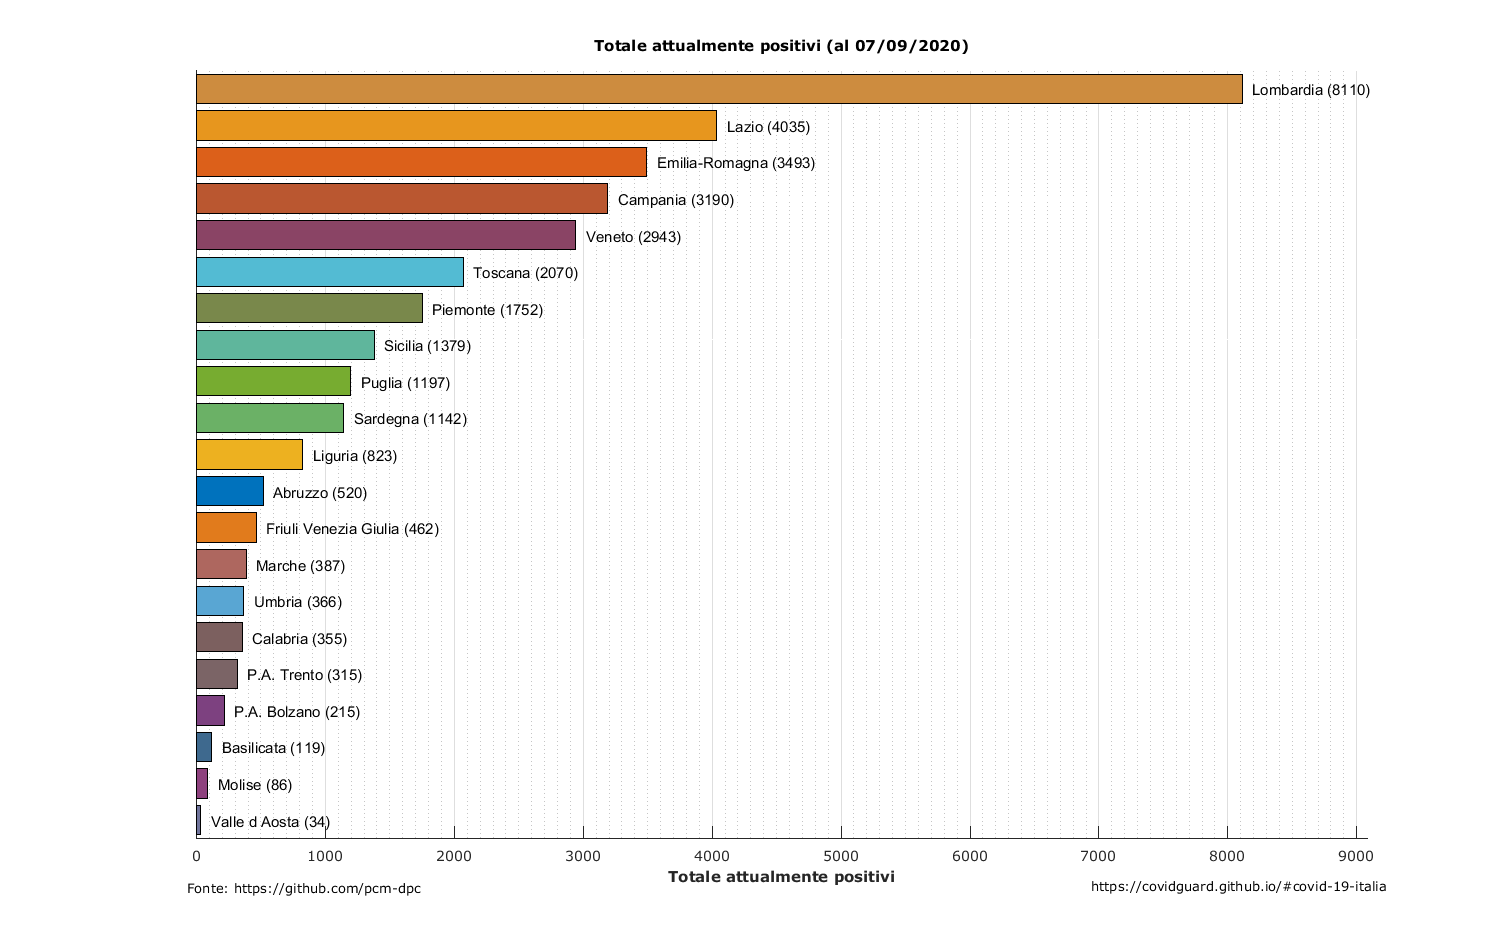 Totale attualmente positivi (al 07/09/2020)
Lombardia (8110)
Lazio (4035)
Emilia-Romagna (3493)
Campania (3190)
Veneto (2943)
Toscana (2070)
Piemonte (1752)
Sicilia (1379)
Puglia (1197)
Sardegna (1142)
Liguria (823)
Abruzzo (520)
Friuli Venezia Giulia (462)
Marche (387)
Umbria (366)
Calabria (355)
P.A. Trento (315)
P.A. Bolzano (215)
Basilicata (119)
Molise (86)
Valle d Aosta (34)
0 1000 2000 3000 4000 5000 6000 7000 8000 9000
Totale attualmente positivi
Fonte: https://github.com/pcm-dpc
https://covidguard.github.io/#covid-19-italia